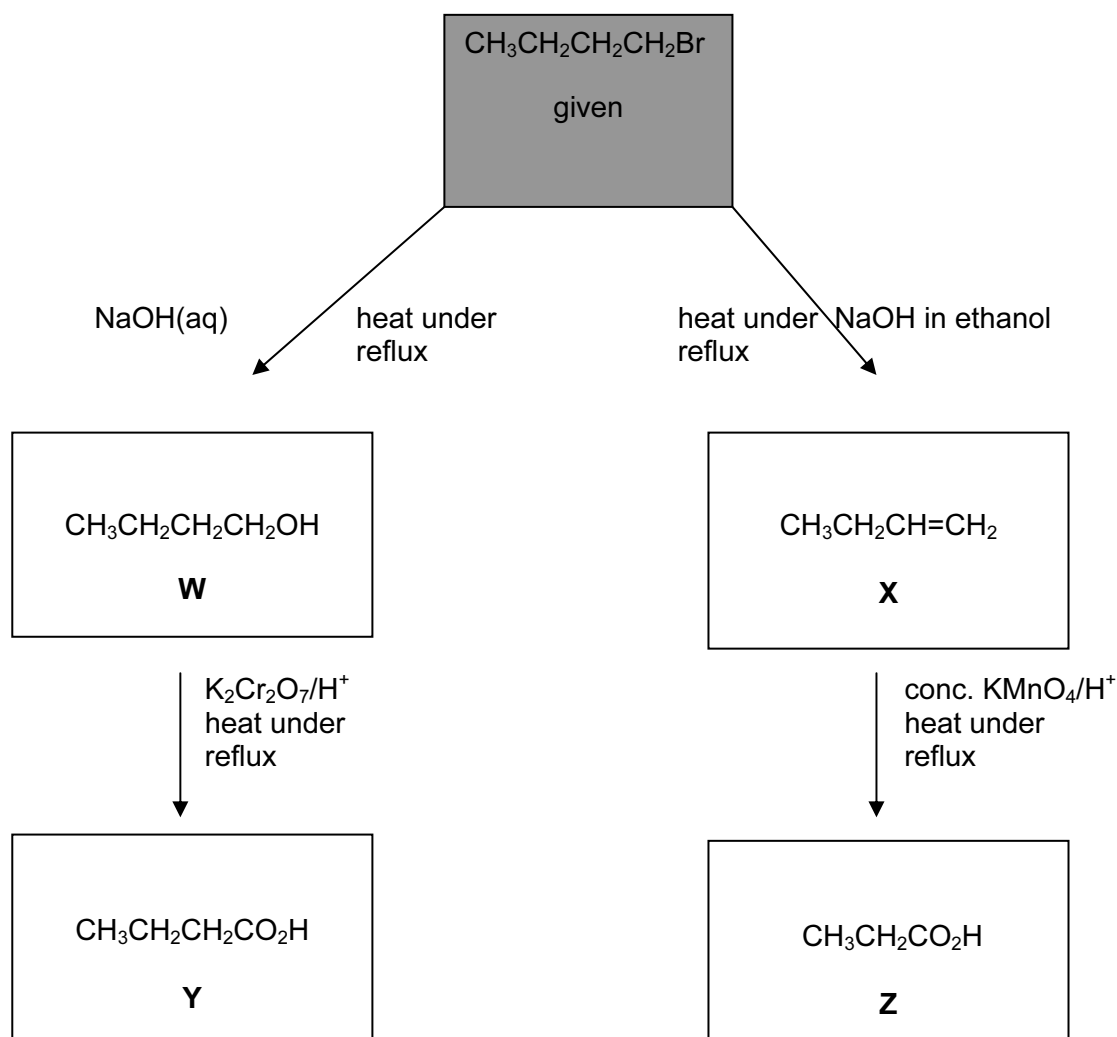 CH₃CH₂CH₂CH₂Br
given
NaOH(aq)
heat under
reflux
heat under
reflux
NaOH in ethanol
CH₃CH₂CH₂CH₂OH
W
CH₃CH₂CH=CH₂
X
K₂Cr₂O₇/H⁺
heat under
reflux
conc. KMnO₄/H⁺
heat under
reflux
CH₃CH₂CH₂CO₂H
Y
CH₃CH₂CO₂H
Z